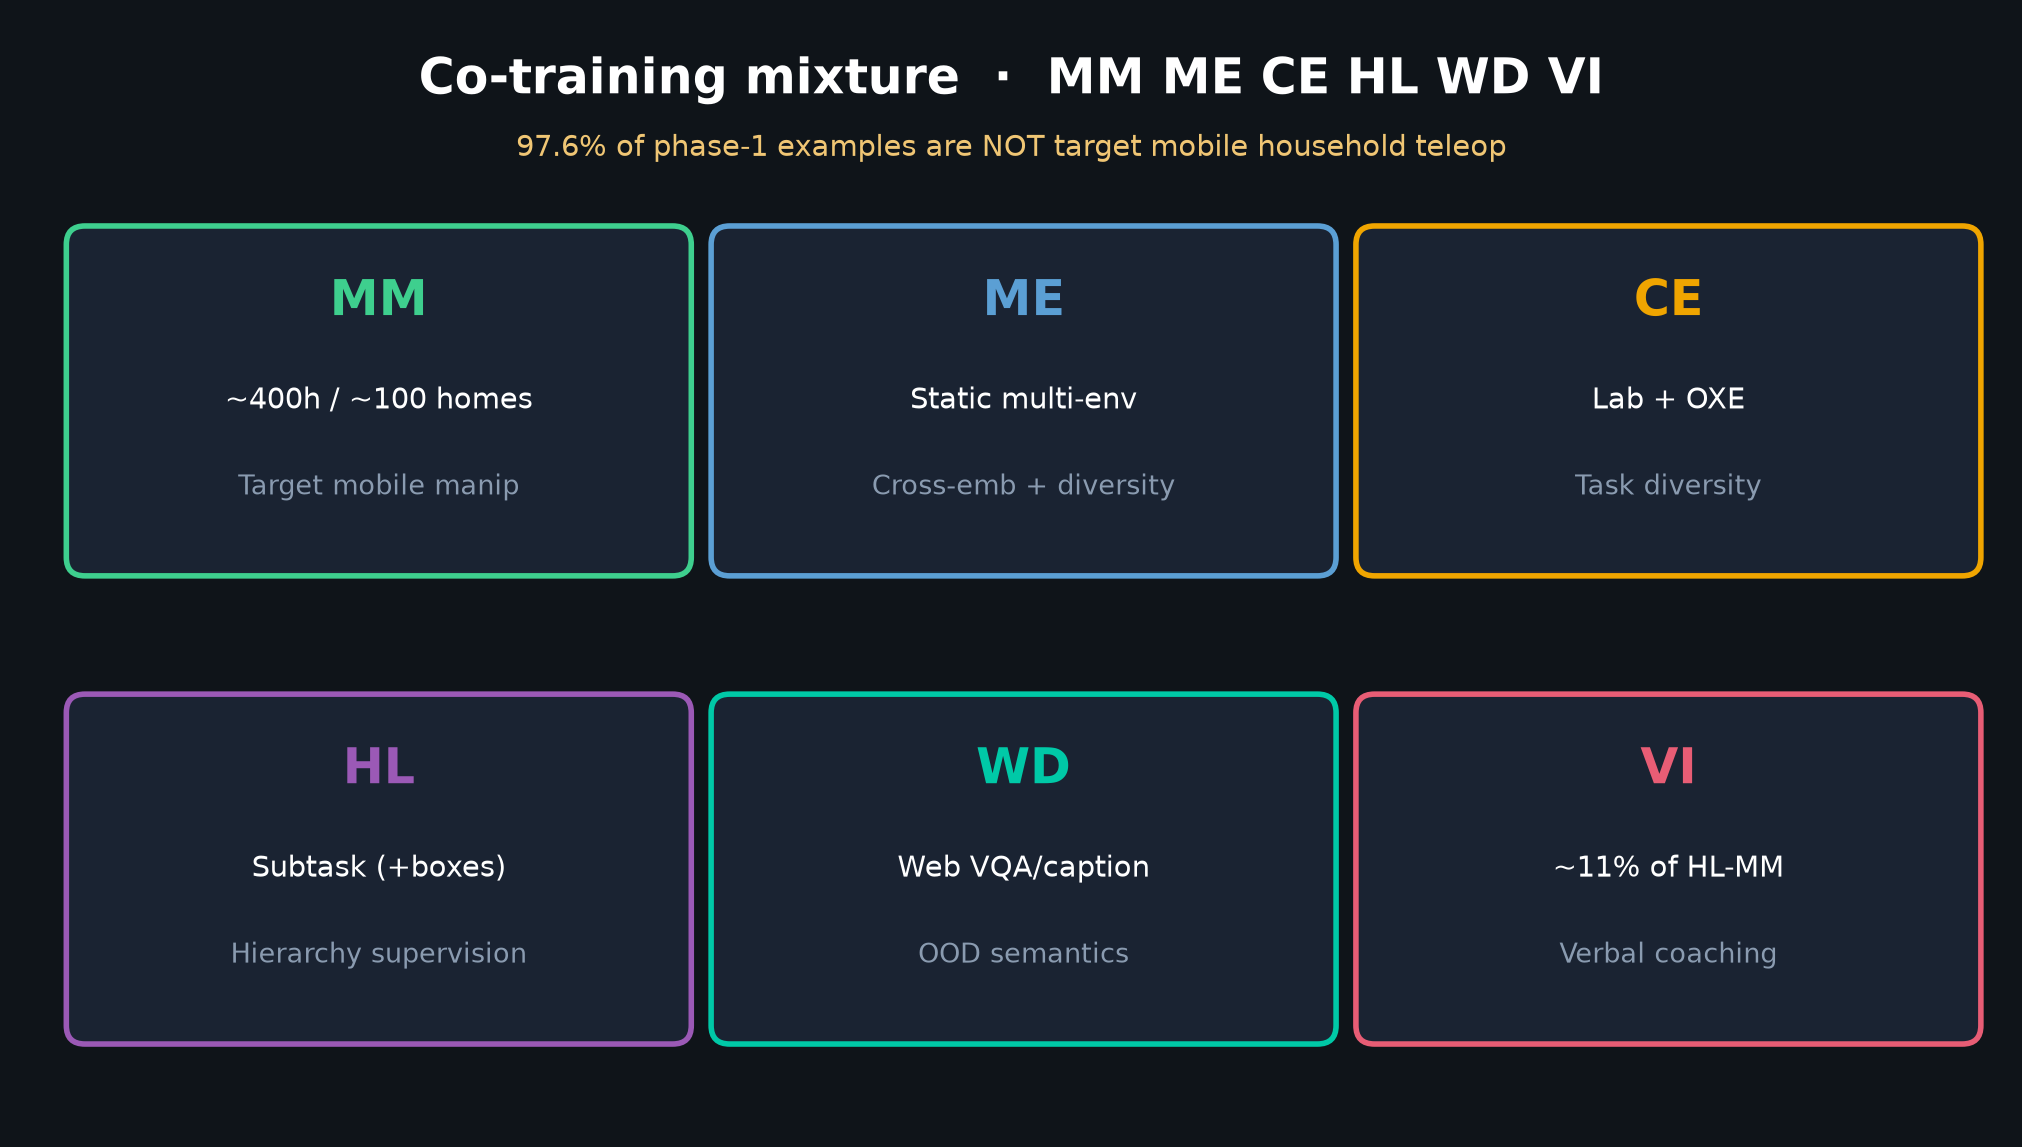 Co-training mixture · MM ME CE HL WD VI
97.6% of phase-1 examples are NOT target mobile household teleop
MM
~400h / ~100 homes
Target mobile manip
ME
Static multi-env
Cross-emb + diversity
CE
Lab + OXE
Task diversity
HL
Subtask (+boxes)
Hierarchy supervision
WD
Web VQA/caption
OOD semantics
VI
~11% of HL-MM
Verbal coaching